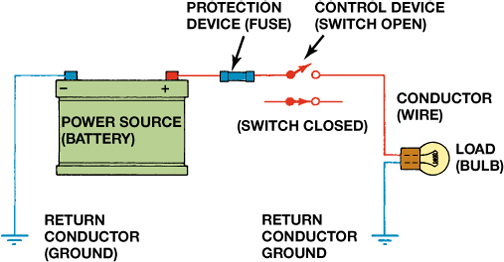 PROTECTION
DEVICE (FUSE)
CONTROL DEVICE
(SWITCH OPEN)
–
+
POWER SOURCE
(BATTERY)
(SWITCH CLOSED)
CONDUCTOR
(WIRE)
LOAD
(BULB)
RETURN
CONDUCTOR
(GROUND)
RETURN
CONDUCTOR
GROUND